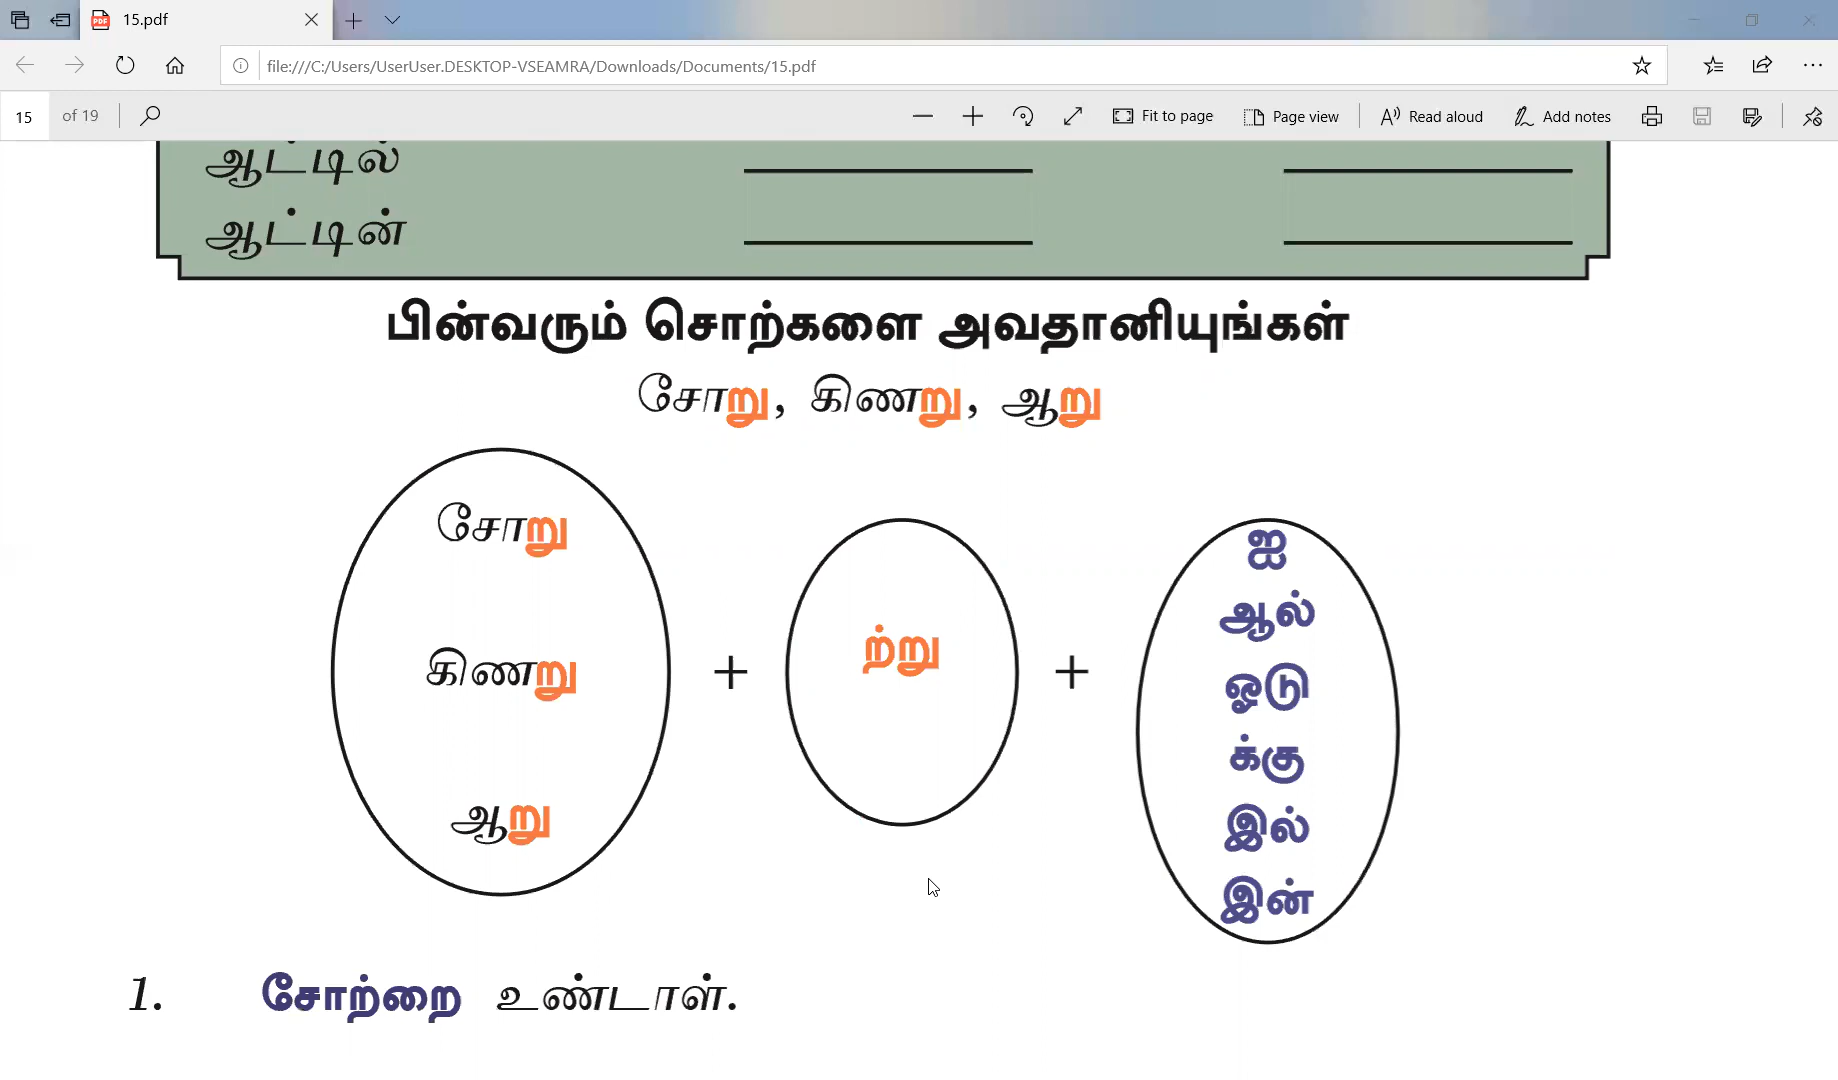 15.pdf
file:///C:/Users/UserUser.DESKTOP-VSEAMRA/Downloads/Documents/15.pdf
15 of 19 Fit to page Page view Read aloud Add notes
ஆட்டில்
ஆட்டின்
பின்வரும் சொற்களை அவதானியுங்கள்
சோறு, கிணறு, ஆறு
சோறு
கிணறு
ஆறு
+
ற்று
+
ஐ
ஆல்
ஓடு
க்கு
இல்
இன்
1. சோற்றை உண்டாள்.